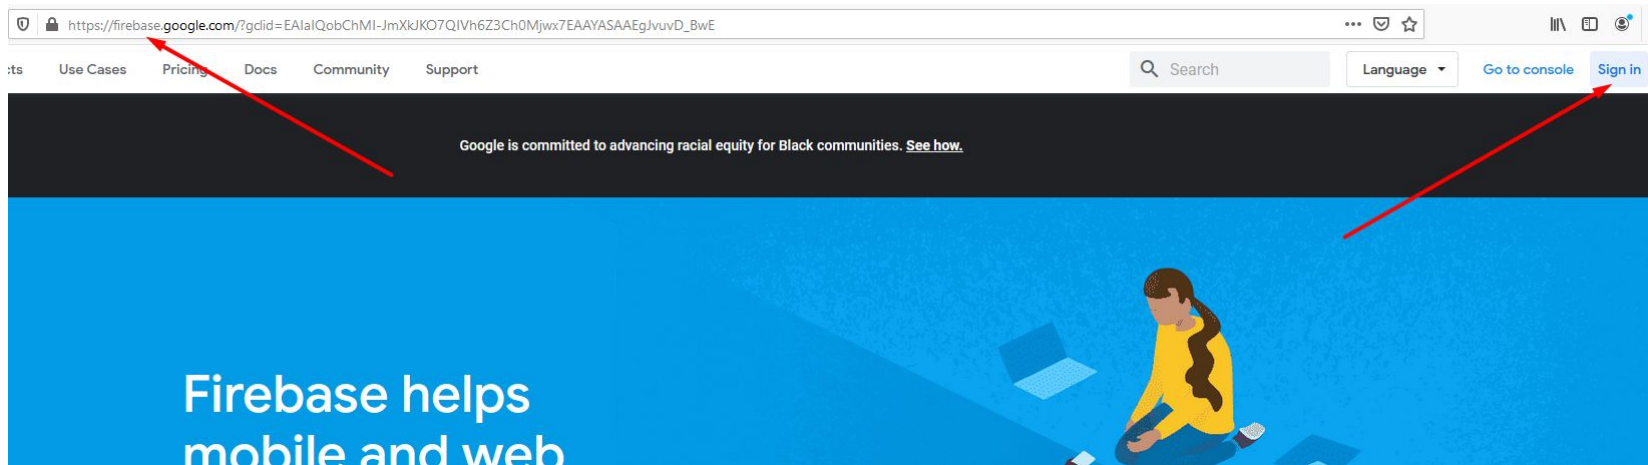 https://firebase.google.com/?gclid=EAIaIQobChMI-JmXkJKO7QIVh6Z3Ch0Mjwx7EAAYASAAEgJvuvD_BwE
cts Use Cases Pricing Docs Community Support Search Language Go to console Sign in
Google is committed to advancing racial equity for Black communities. See how.
Firebase helps
mobile and web